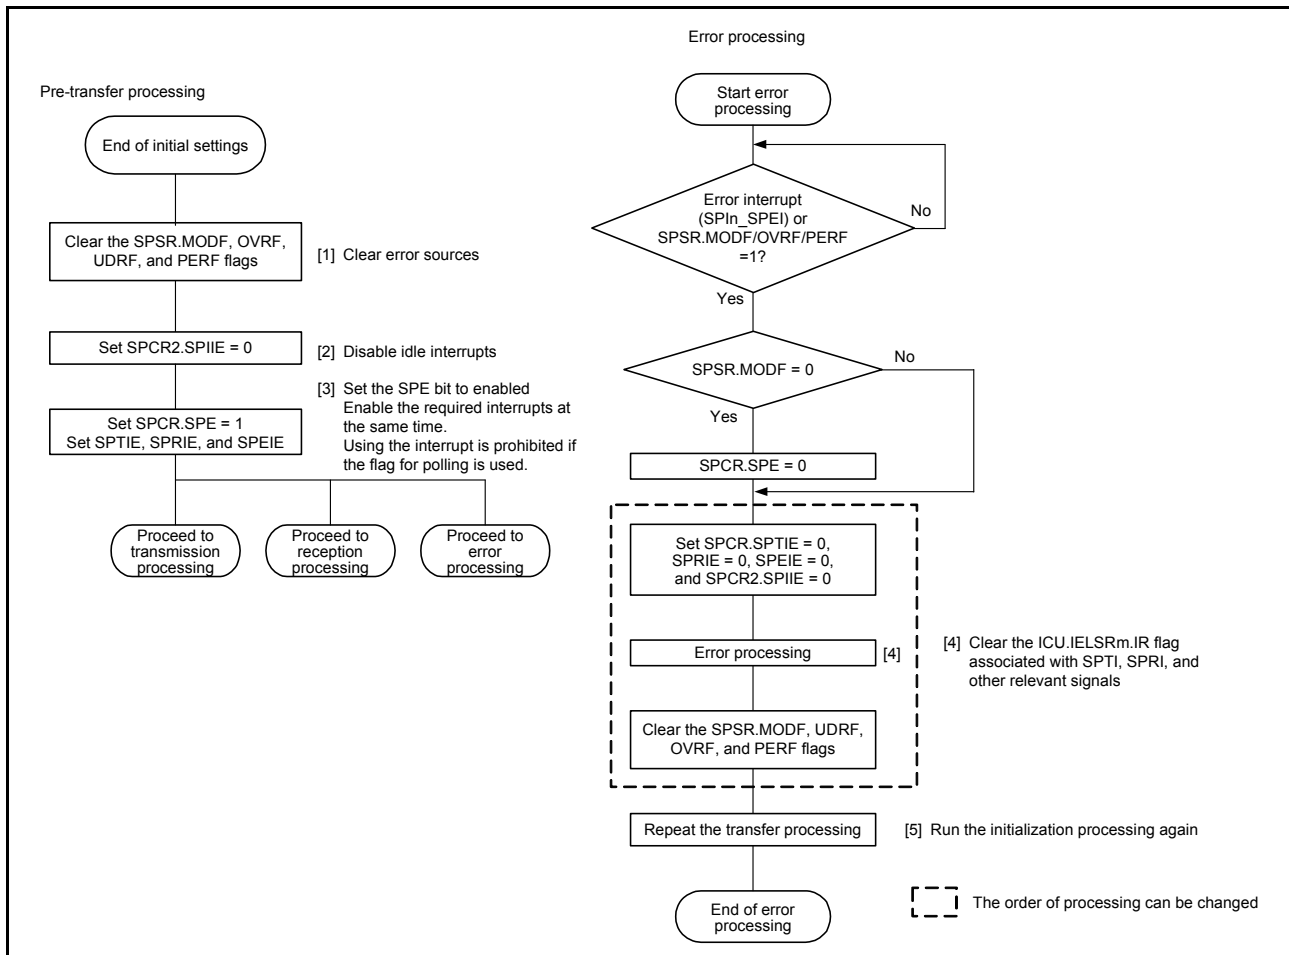 Pre-transfer processing
End of initial settings
Clear the SPSR.MODF, OVRF,
UDRF, and PERF flags
[1] Clear error sources
Set SPCR2.SPIIE = 0
[2] Disable idle interrupts
Set SPCR.SPE = 1
Set SPTIE, SPRIE, and SPEIE
[3] Set the SPE bit to enabled
Enable the required interrupts at
the same time.
Using the interrupt is prohibited if
the flag for polling is used.
Proceed to
transmission
processing
Proceed to
reception
processing
Proceed to
error
processing
Error processing
Start error
processing
Error interrupt
(SPIn_SPEI) or
SPSR.MODF/OVRF/PERF
=1?
No
Yes
SPSR.MODF = 0
No
Yes
SPCR.SPE = 0
Set SPCR.SPTIE = 0,
SPRIE = 0, SPEIE = 0,
and SPCR2.SPIIE = 0
Error processing
[4]
[4] Clear the ICU.IELSRm.IR flag
associated with SPTI, SPRI, and
other relevant signals
Clear the SPSR.MODF, UDRF,
OVRF, and PERF flags
Repeat the transfer processing
[5] Run the initialization processing again
End of error
processing
The order of processing can be changed